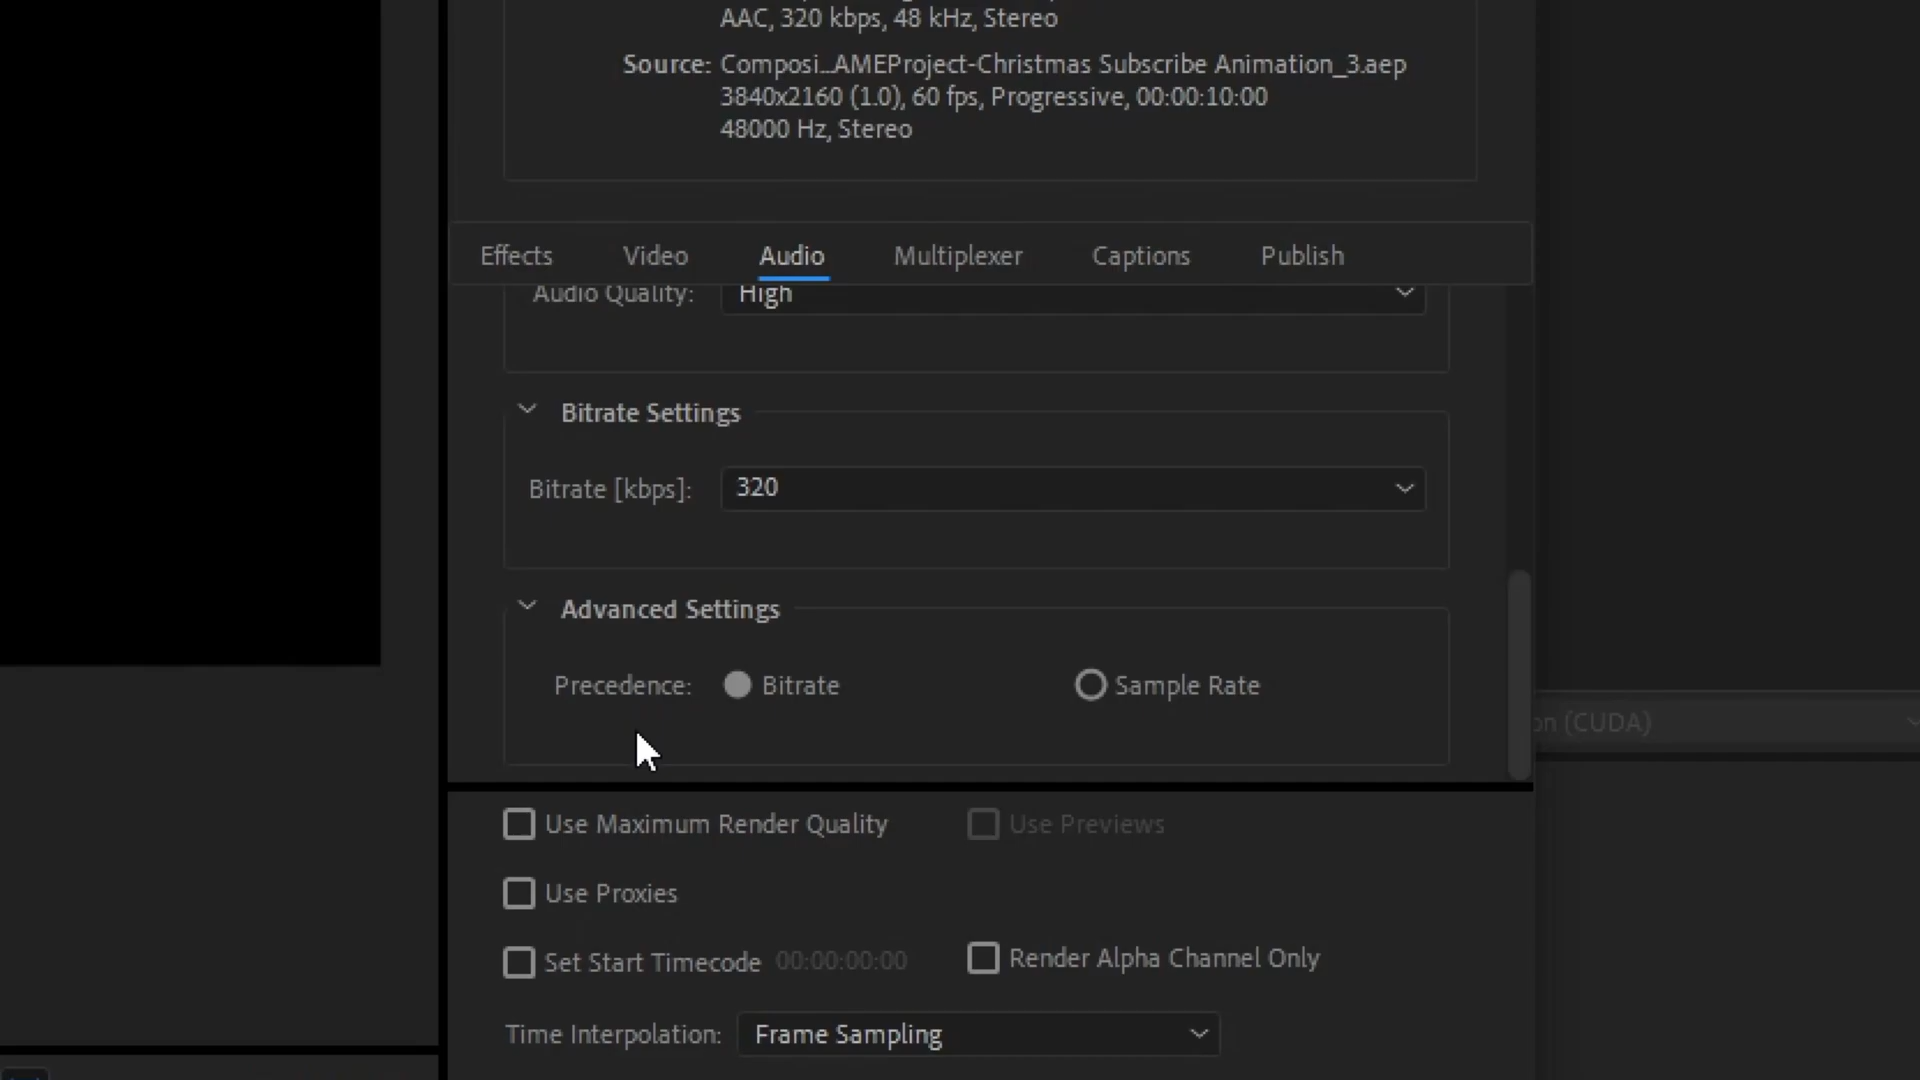 AAC, 320 kbps, 48 kHz, Stereo
Source: Composi...AMEProject-Christmas Subscribe Animation_3.aep
3840x2160 (1.0), 60 fps, Progressive, 00:00:10:00
48000 Hz, Stereo
Effects Video Audio Multiplexer Captions Publish
Audio Quality: High
Bitrate Settings
Bitrate [kbps]: 320
Advanced Settings
Precedence: Bitrate Sample Rate
on (CUDA)
Use Maximum Render Quality Use Previews
Use Proxies
Set Start Timecode 00:00:00:00 Render Alpha Channel Only
Time Interpolation: Frame Sampling